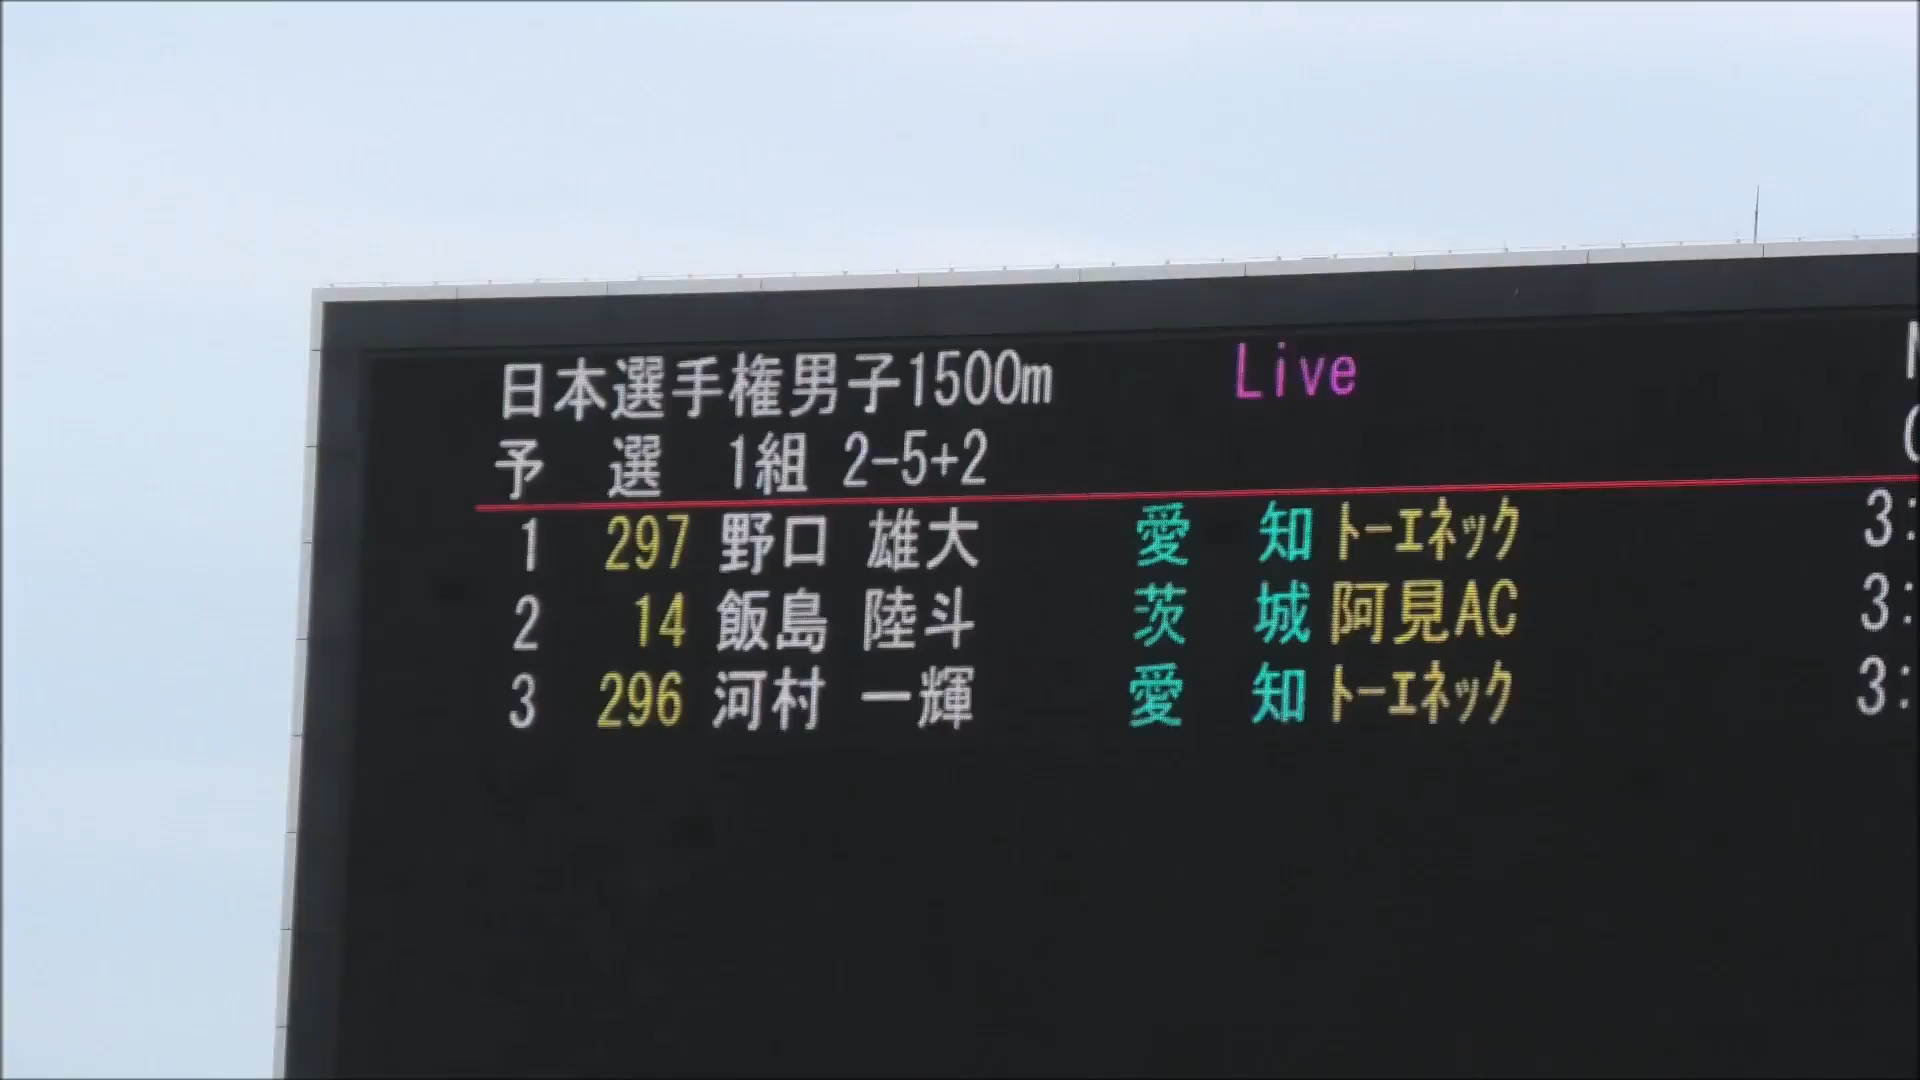 日本選手権男子1500m Live
予 選 1組 2-5+2
1 297 野口 雄大 愛 知 ﾄｰｴﾈｯｸ 3:
2 14 飯島 陸斗 茨 城 阿見AC 3:
3 296 河村 一輝 愛 知 ﾄｰｴﾈｯｸ 3: